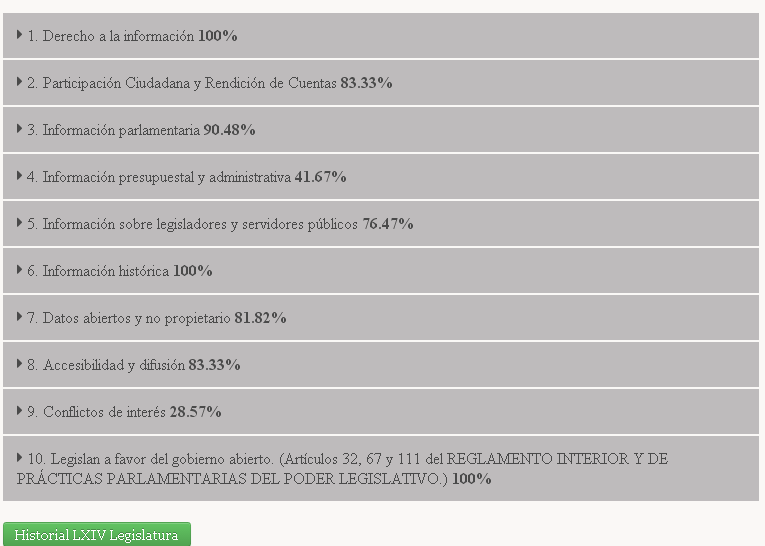 1. Derecho a la información 100%
2. Participación Ciudadana y Rendición de Cuentas 83.33%
3. Información parlamentaria 90.48%
4. Información presupuestal y administrativa 41.67%
5. Información sobre legisladores y servidores públicos 76.47%
6. Información histórica 100%
7. Datos abiertos y no propietario 81.82%
8. Accesibilidad y difusión 83.33%
9. Conflictos de interés 28.57%
10. Legislan a favor del gobierno abierto. (Artículos 32, 67 y 111 del REGLAMENTO INTERIOR Y DE
PRÁCTICAS PARLAMENTARIAS DEL PODER LEGISLATIVO.) 100%
Historial LXIV Legislatura